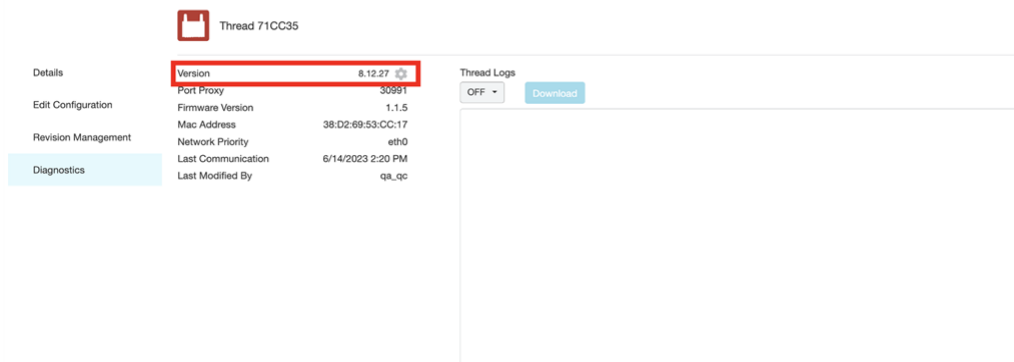 Thread 71CC35
Details
Edit Configuration
Revision Management
Diagnostics
Version 8.12.27
Port Proxy 30991
Firmware Version 1.1.5
Mac Address 38:D2:69:53:CC:17
Network Priority eth0
Last Communication 6/14/2023 2:20 PM
Last Modified By qa_qc
Thread Logs
OFF
Download